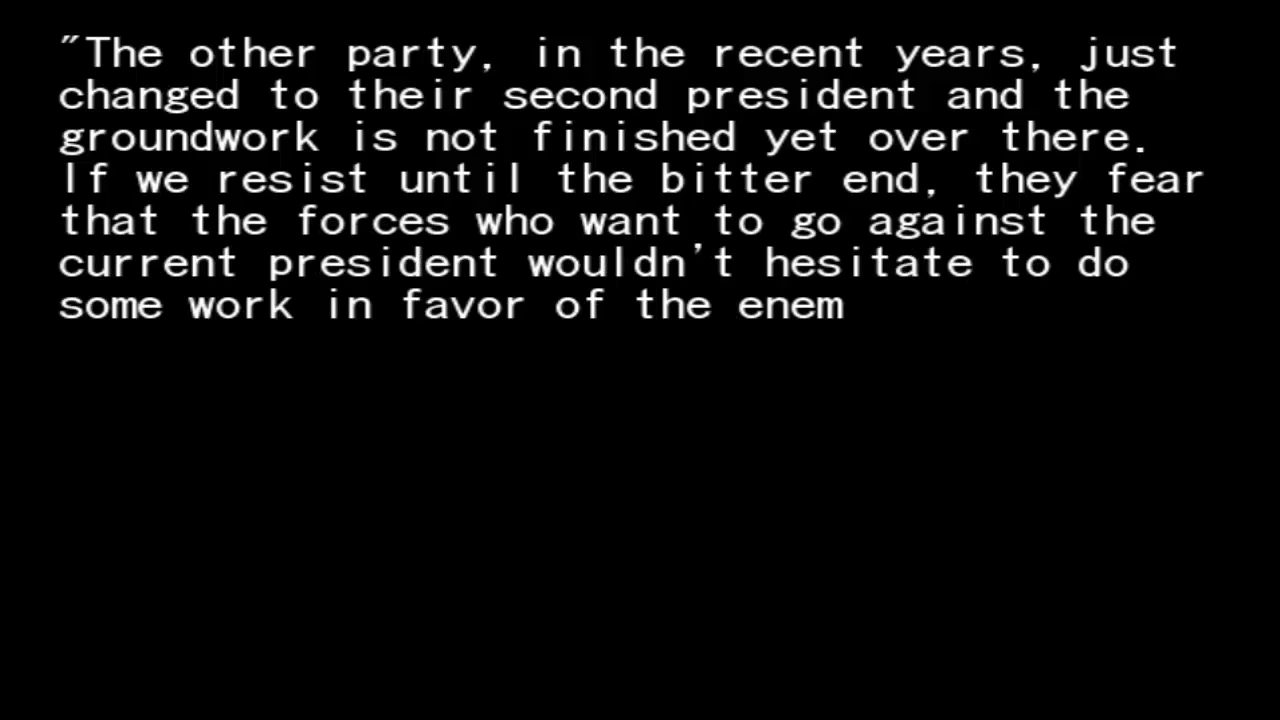 "The other party, in the recent years, just
changed to their second president and the
groundwork is not finished yet over there.
If we resist until the bitter end, they fear
that the forces who want to go against the
current president wouldn't hesitate to do
some work in favor of the enem